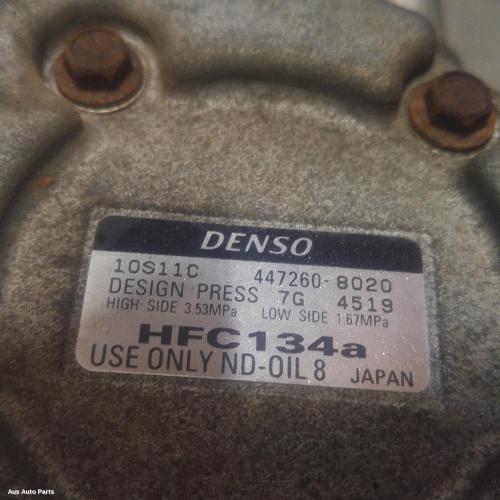 DENSO
10S11C 447260-8020
DESIGN PRESS 7G 4519
HIGH SIDE 3.53MPa LOW SIDE 1.67MPa
HFC134a
USE ONLY ND-OIL 8 JAPAN
Aus Auto Parts